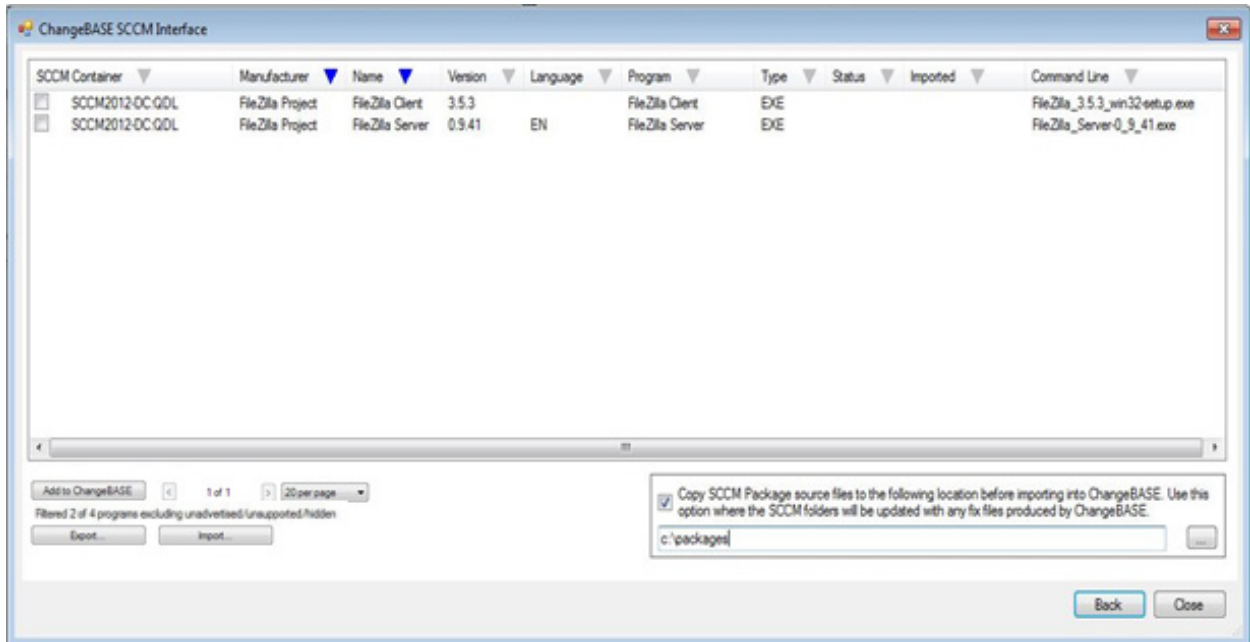 ChangeBASE SCCM Interface
SCCM Container Manufacturer Name Version Language Program Type Status Imported Command Line
SCCM2012-DC:QDL FileZilla Project FileZilla Client 3.5.3 FileZilla Client EXE FileZilla_3.5.3_win32-setup.exe
SCCM2012-DC:QDL FileZilla Project FileZilla Server 0.9.41 EN FileZilla Server EXE FileZilla_Server-0_9_41.exe
Add to ChangeBASE < 1 of 1 > 20 per page
Filtered 2 of 4 programs excluding unadvertised/unsupported/hidden
Export... Import...
Copy SCCM Package source files to the following location before importing into ChangeBASE. Use this
option where the SCCM folders will be updated with any fix files produced by ChangeBASE.
c:\packages
...
Back Close